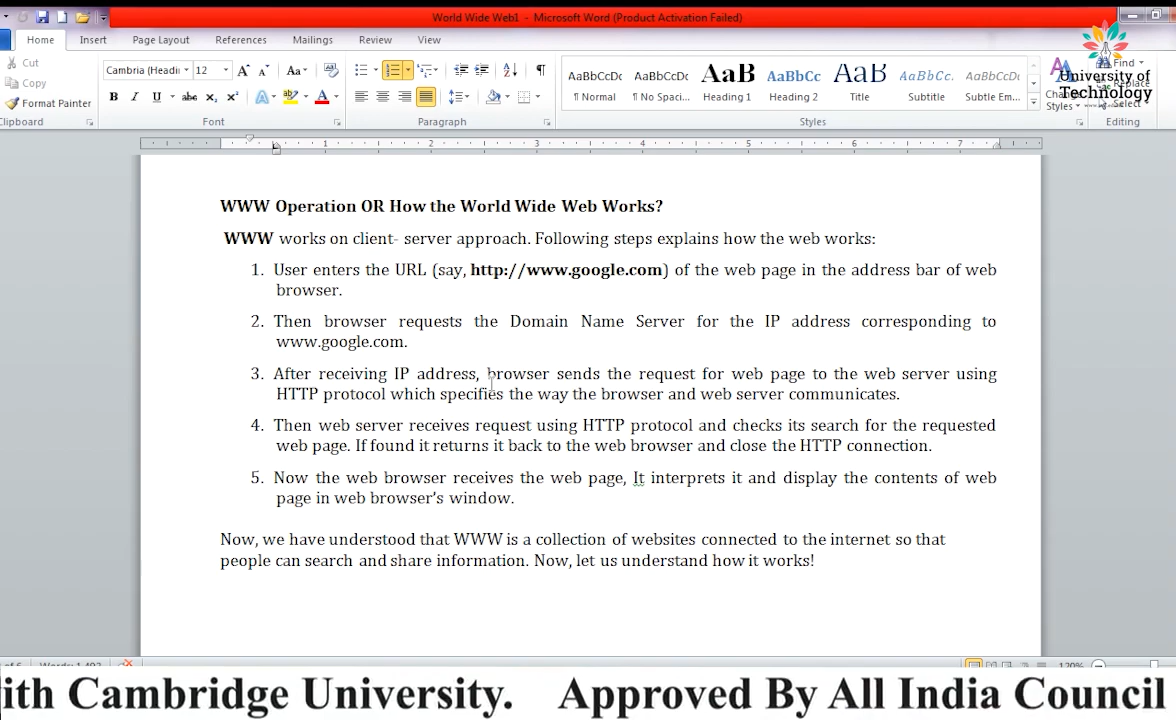 World Wide Web1 - Microsoft Word (Product Activation Failed)
Home Insert Page Layout References Mailings Review View
Cut
Copy
Format Painter
Clipboard
Cambria (Headi 12
Font
Paragraph
AaBbCcDc AaBbCcDc AaB AaBbCc AaB AaBbCc. AaBbCcDc
¶ Normal ¶ No Spaci... Heading 1 Heading 2 Title Subtitle Subtle Em...
Styles
Styles
Find
Replace
Select
Editing
University of
Technology
1 2 3 4 5 6 7
WWW Operation OR How the World Wide Web Works?
WWW works on client- server approach. Following steps explains how the web works:
1. User enters the URL (say, http://www.google.com) of the web page in the address bar of web
browser.
2. Then browser requests the Domain Name Server for the IP address corresponding to
www.google.com.
3. After receiving IP address, browser sends the request for web page to the web server using
HTTP protocol which specifies the way the browser and web server communicates.
4. Then web server receives request using HTTP protocol and checks its search for the requested
web page. If found it returns it back to the web browser and close the HTTP connection.
5. Now the web browser receives the web page, It interprets it and display the contents of web
page in web browser's window.
Now, we have understood that WWW is a collection of websites connected to the internet so that
people can search and share information. Now, let us understand how it works!
120%
ith Cambridge University. Approved By All India Council